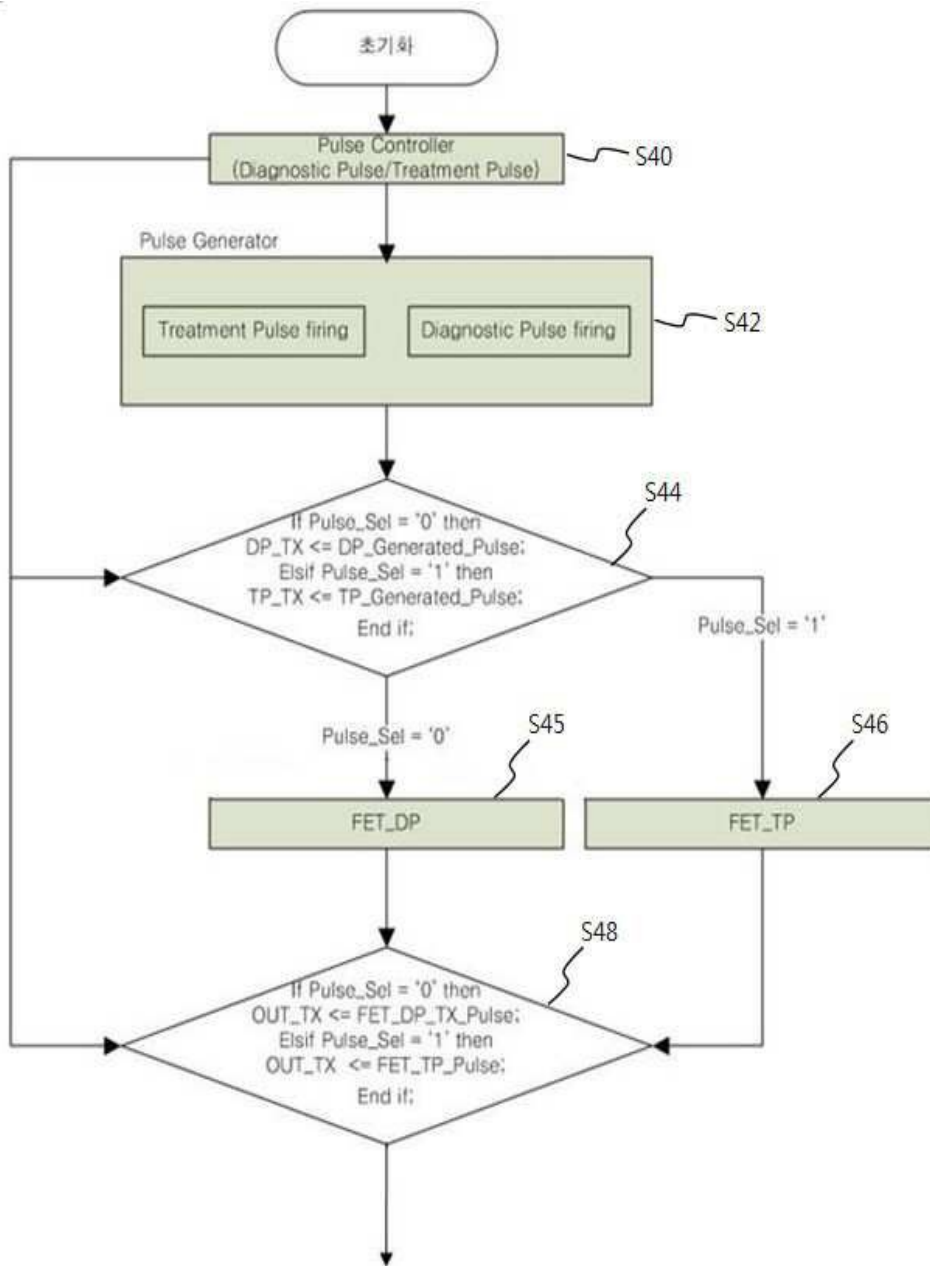 초기화
Pulse Controller
(Diagnostic Pulse/Treatment Pulse)
S40
Pulse Generator
Treatment Pulse firing
Diagnostic Pulse firing
S42
S44
If Pulse_Sel = '0' then
DP_TX <= DP_Generated_Pulse;
Elsif Pulse_Sel = '1' then
TP_TX <= TP_Generated_Pulse;
End if;
Pulse_Sel = '1'
Pulse_Sel = '0'
S45
S46
FET_DP
FET_TP
S48
If Pulse_Sel = '0' then
OUT_TX <= FET_DP_TX_Pulse;
Elsif Pulse_Sel = '1' then
OUT_TX <= FET_TP_Pulse;
End if;